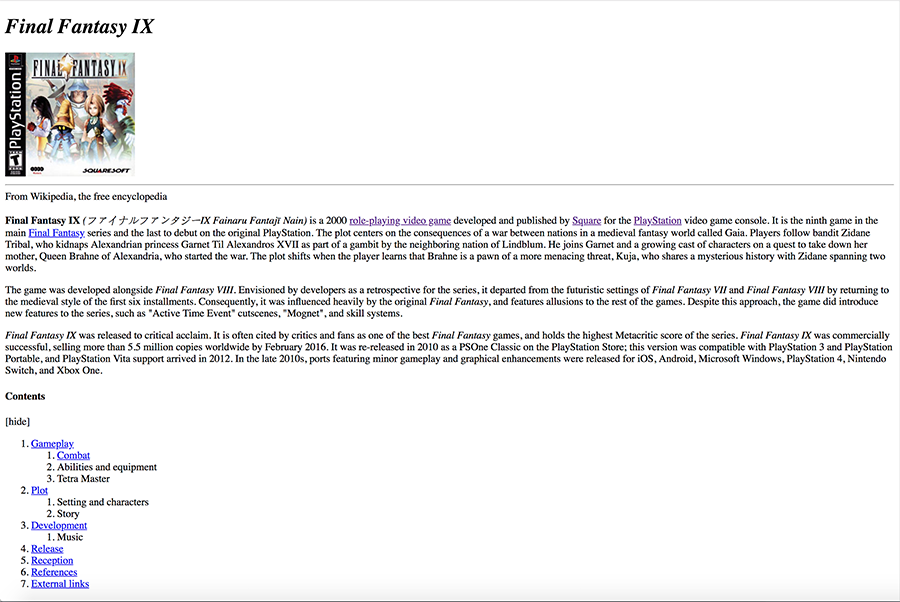 Final Fantasy IX
PlayStation
FINAL FANTASY IX
SQUARESOFT
From Wikipedia, the free encyclopedia
Final Fantasy IX (ファイナルファンタジーIX Fainaru Fantajī Nain) is a 2000 role-playing video game developed and published by Square for the PlayStation video game console. It is the ninth game in the
main Final Fantasy series and the last to debut on the original PlayStation. The plot centers on the consequences of a war between nations in a medieval fantasy world called Gaia. Players follow bandit Zidane
Tribal, who kidnaps Alexandrian princess Garnet Til Alexandros XVII as part of a gambit by the neighboring nation of Lindblum. He joins Garnet and a growing cast of characters on a quest to take down her
mother, Queen Brahne of Alexandria, who started the war. The plot shifts when the player learns that Brahne is a pawn of a more menacing threat, Kuja, who shares a mysterious history with Zidane spanning two
worlds.
The game was developed alongside Final Fantasy VIII. Envisioned by developers as a retrospective for the series, it departed from the futuristic settings of Final Fantasy VII and Final Fantasy VIII by returning to
the medieval style of the first six installments. Consequently, it was influenced heavily by the original Final Fantasy, and features allusions to the rest of the games. Despite this approach, the game did introduce
new features to the series, such as "Active Time Event" cutscenes, "Mognet", and skill systems.
Final Fantasy IX was released to critical acclaim. It is often cited by critics and fans as one of the best Final Fantasy games, and holds the highest Metacritic score of the series. Final Fantasy IX was commercially
successful, selling more than 5.5 million copies worldwide by February 2016. It was re-released in 2010 as a PSOne Classic on the PlayStation Store; this version was compatible with PlayStation 3 and PlayStation
Portable, and PlayStation Vita support arrived in 2012. In the late 2010s, ports featuring minor gameplay and graphical enhancements were released for iOS, Android, Microsoft Windows, PlayStation 4, Nintendo
Switch, and Xbox One.
Contents
[hide]
1. Gameplay
1. Combat
2. Abilities and equipment
3. Tetra Master
2. Plot
1. Setting and characters
2. Story
3. Development
1. Music
4. Release
5. Reception
6. References
7. External links